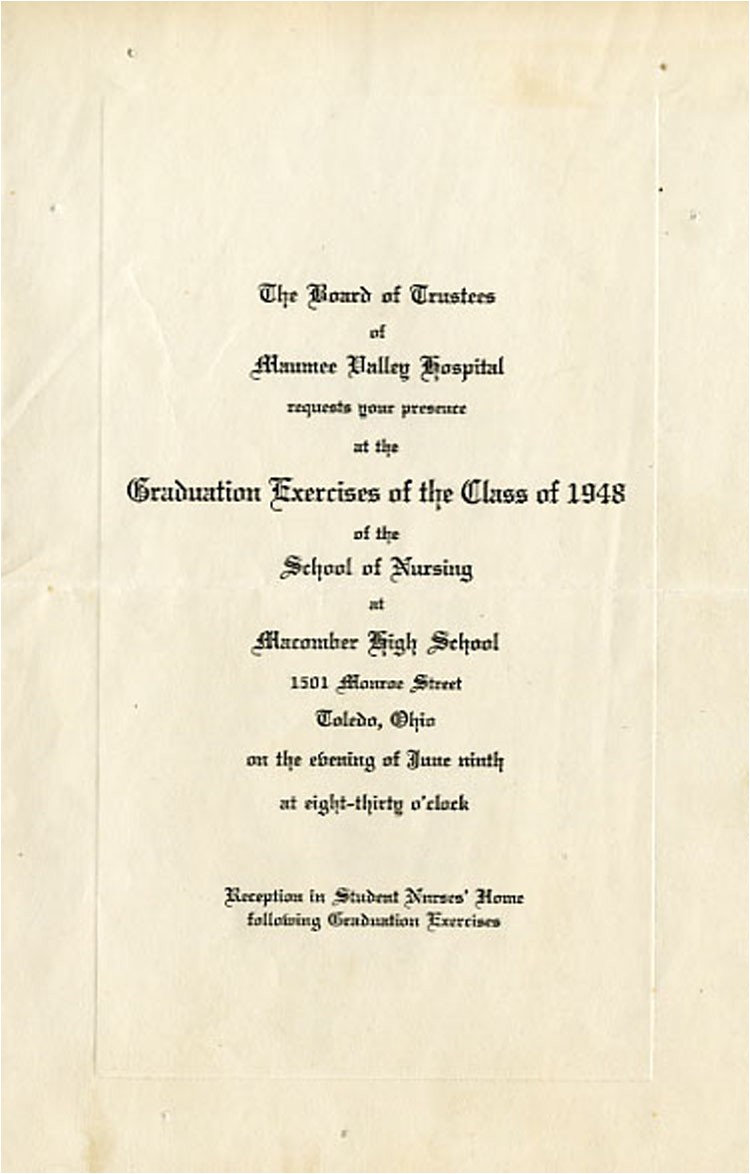 The Board of Trustees
of
Maumee Valley Hospital
requests your presence
at the
Graduation Exercises of the Class of 1948
of the
School of Nursing
at
Macomber High School
1501 Monroe Street
Toledo, Ohio
on the evening of June ninth
at eight-thirty o'clock
Reception in Student Nurses' Home
following Graduation Exercises